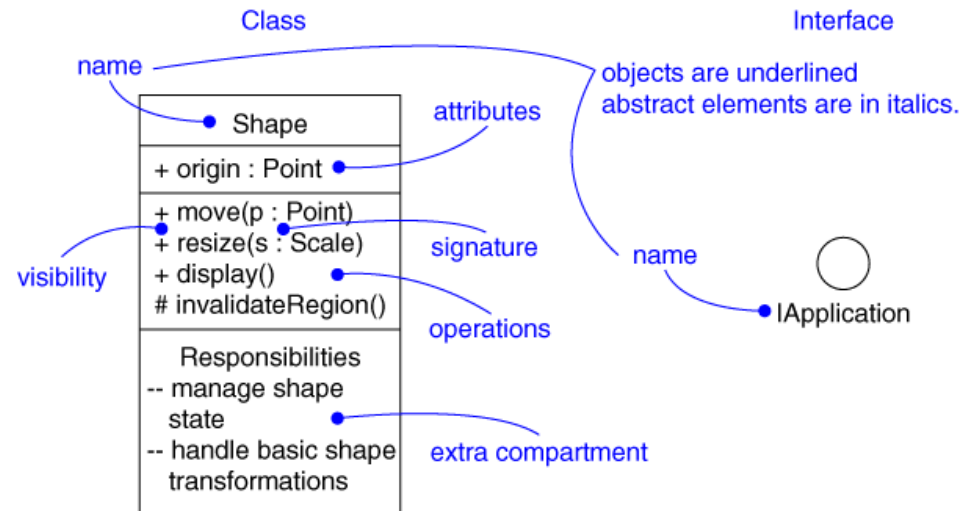 Class
Interface
name
objects are underlined
abstract elements are in italics.
attributes
Shape
+ origin : Point
+ move(p : Point)
+ resize(s : Scale)
+ display()
# invalidateRegion()
visibility
signature
name
operations
IApplication
Responsibilities
-- manage shape
state
-- handle basic shape
transformations
extra compartment